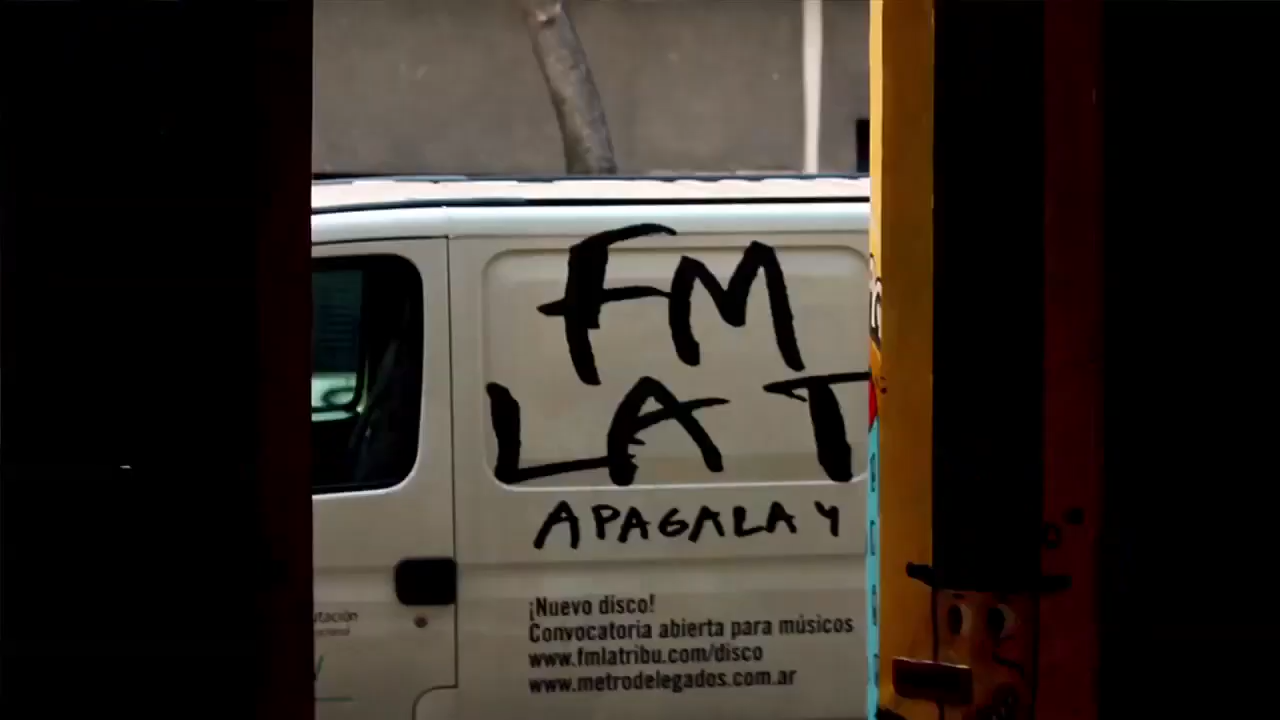 FM
LA T
APAGALA Y
¡Nuevo disco!
Convocatoria abierta para músicos
www.fmlatribu.com/disco
www.metrodelegados.com.ar